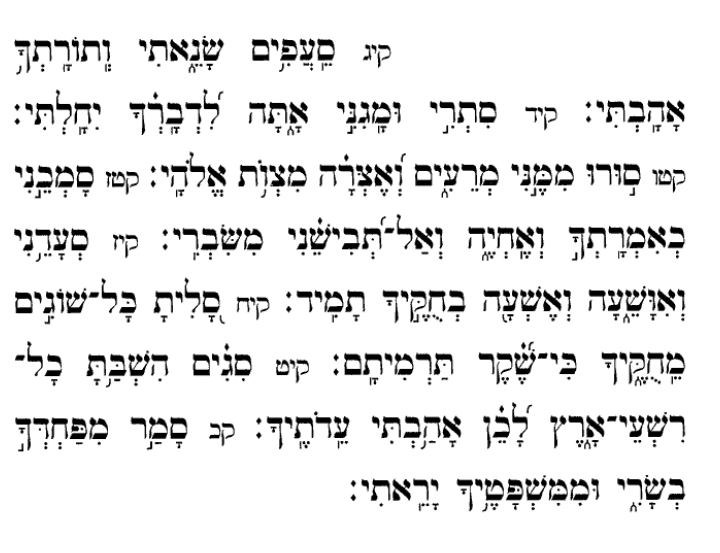 קיג סֵעֲפִים שָׂנֵאתִי וְתוֹרָתְךָ
אָהָבְתִּי׃ קיד סִתְרִי וּמָגִנִּי אָתָּה לִדְבָרְךָ יִחָלְתִּי׃
קטו סוּרוּ מִמֶּנִּי מְרֵעִים וְאֶצְּרָה מִצְוֺת אֱלֹהָי׃ קטז סָמְכֵנִי
כְאִמְרָתְךָ וְאֶחְיֶה וְאַל־תְּבִישֵׁנִי מִשִּׂבְרִי׃ קיז סְעָדֵנִי
וְאִוָּשֵׁעָה וְאֶשְׁעָה בְחֻקֶּיךָ תָמִיד׃ קיח סָלִיתָ כָּל־שׁוֹגִים
מֵחֻקֶּיךָ כִּי־שֶׁקֶר תַּרְמִיתָם׃ קיט סִגִים הִשְׁבַּתָּ כָל־
רִשְׁעֵי־אָרֶץ לָכֵן אָהַבְתִּי עֵדֹתֶיךָ׃ קכ סָמַר מִפַּחְדְּךָ
בְשָׂרִי וּמִמִּשְׁפָּטֶיךָ יָרֵאתִי׃